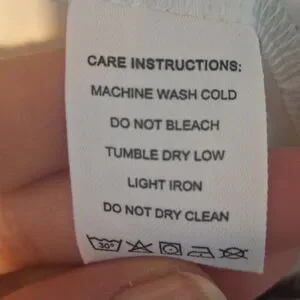 CARE INSTRUCTIONS:
MACHINE WASH COLD
DO NOT BLEACH
TUMBLE DRY LOW
LIGHT IRON
DO NOT DRY CLEAN
30°